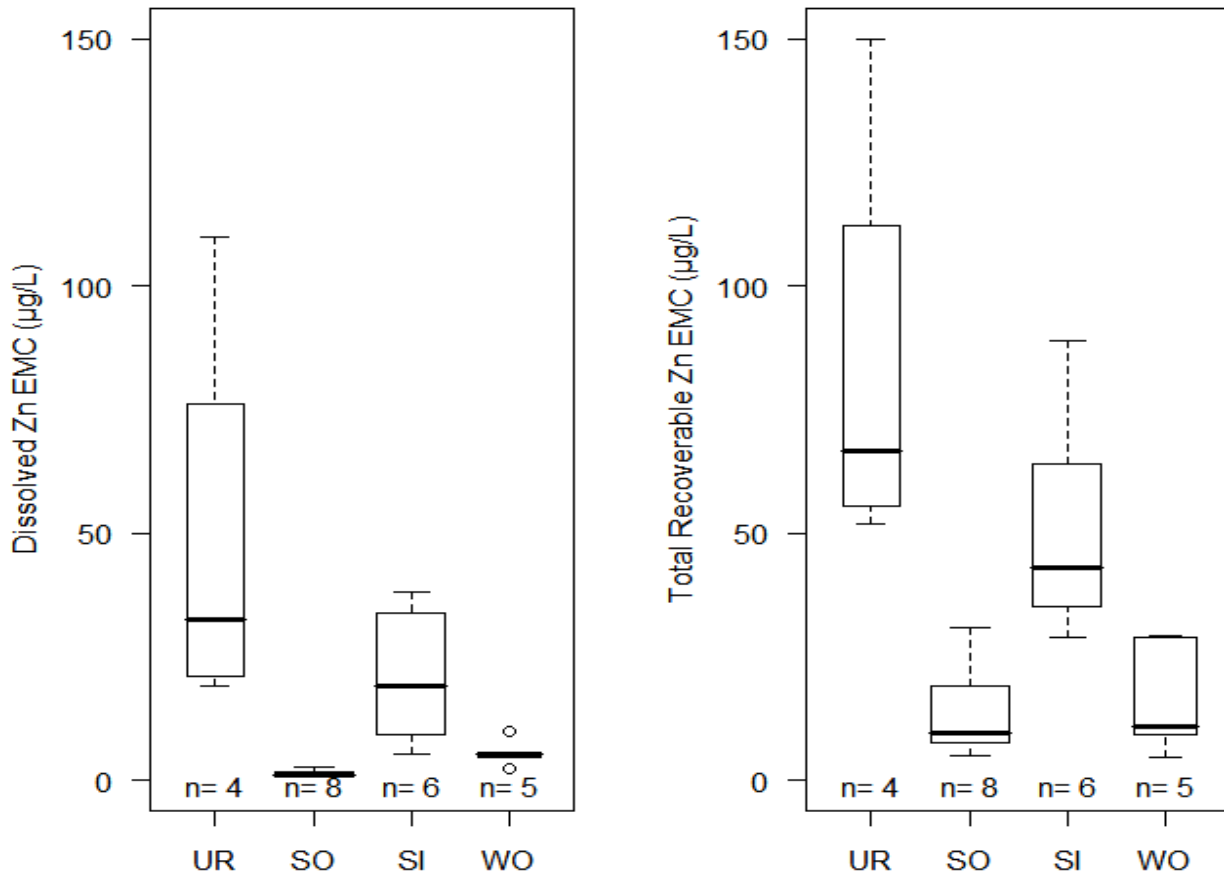 Dissolved Zn EMC (µg/L)
150
100
50
0
n= 4 n= 8 n= 6 n= 5
UR SO SI WO
Total Recoverable Zn EMC (µg/L)
150
100
50
0
n= 4 n= 8 n= 6 n= 5
UR SO SI WO